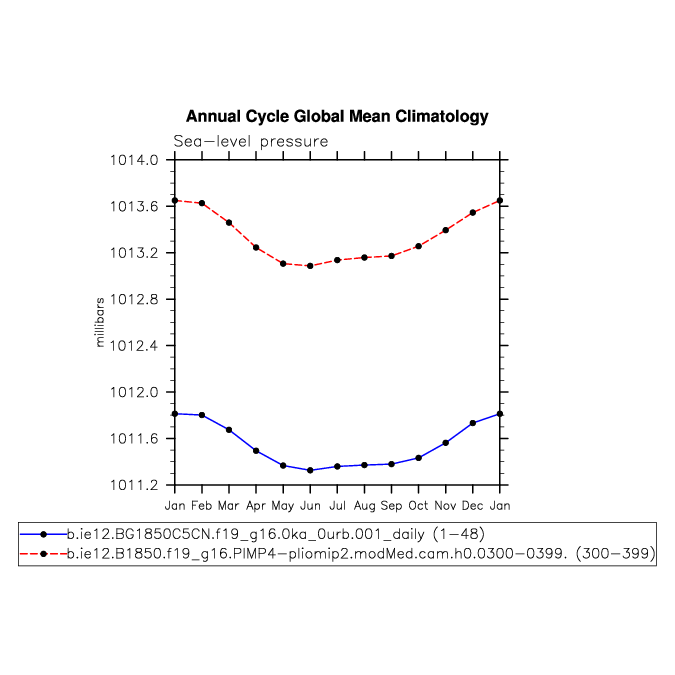 Annual Cycle Global Mean Climatology
Sea-level pressure
1014.0
1013.6
1013.2
1012.8
1012.4
1012.0
1011.6
1011.2
millibars
Jan Feb Mar Apr May Jun Jul Aug Sep Oct Nov Dec Jan
b.ie12.BG1850C5CN.f19_g16.0ka_0urb.001_daily (1-48)
b.ie12.B1850.f19_g16.PIMP4-pliomip2.modMed.cam.h0.0300-0399. (300-399)